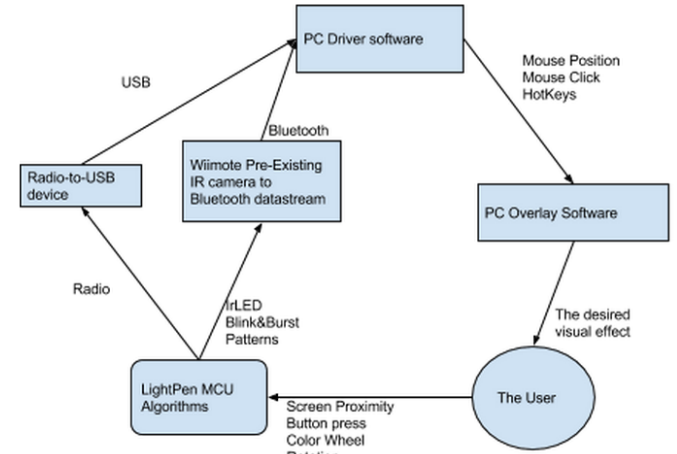 PC Driver software
Mouse Position
Mouse Click
HotKeys
USB
Bluetooth
Radio-to-USB
device
Wiimote Pre-Existing
IR camera to
Bluetooth datastream
PC Overlay Software
Radio
IrLED
Blink&Burst
Patterns
The desired
visual effect
LightPen MCU
Algorithms
The User
Screen Proximity
Button press
Color Wheel